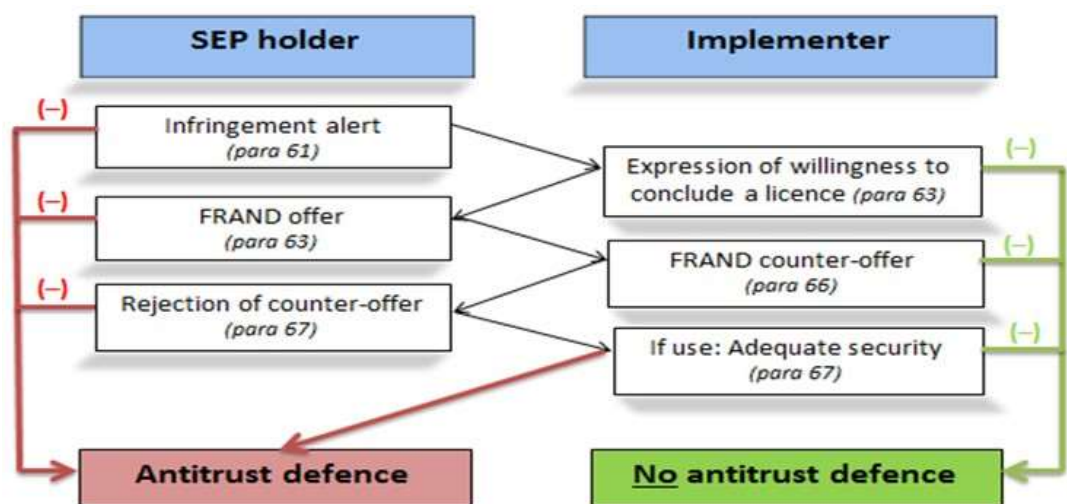 SEP holder
Implementer
(–)
Infringement alert
(para 61)
(–)
Expression of willingness to
conclude a licence (para 63)
(–)
FRAND offer
(para 63)
(–)
FRAND counter-offer
(para 66)
(–)
Rejection of counter-offer
(para 67)
(–)
If use: Adequate security
(para 67)
Antitrust defence
No antitrust defence